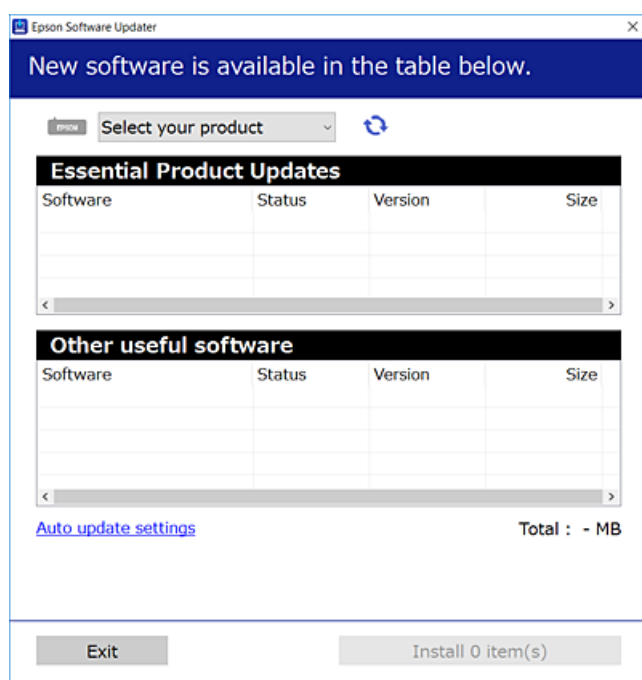 Epson Software Updater
New software is available in the table below.
EPSON Select your product
Essential Product Updates
Software Status Version Size
Other useful software
Software Status Version Size
Auto update settings Total : - MB
Exit Install 0 item(s)